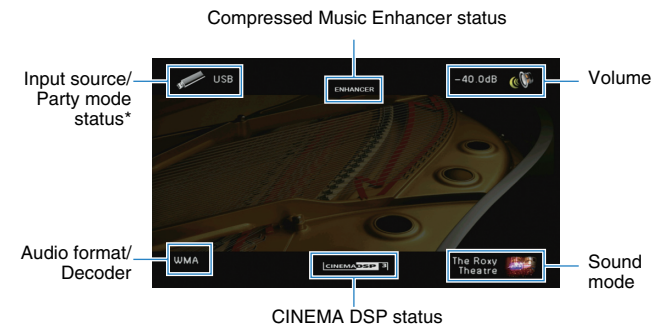 Compressed Music Enhancer status
Input source/
Party mode
status*
USB
ENHANCER
-40.0dB
Volume
Audio format/
Decoder
WMA
CINEMA DSP 3
The Roxy
Theatre
Sound
mode
CINEMA DSP status